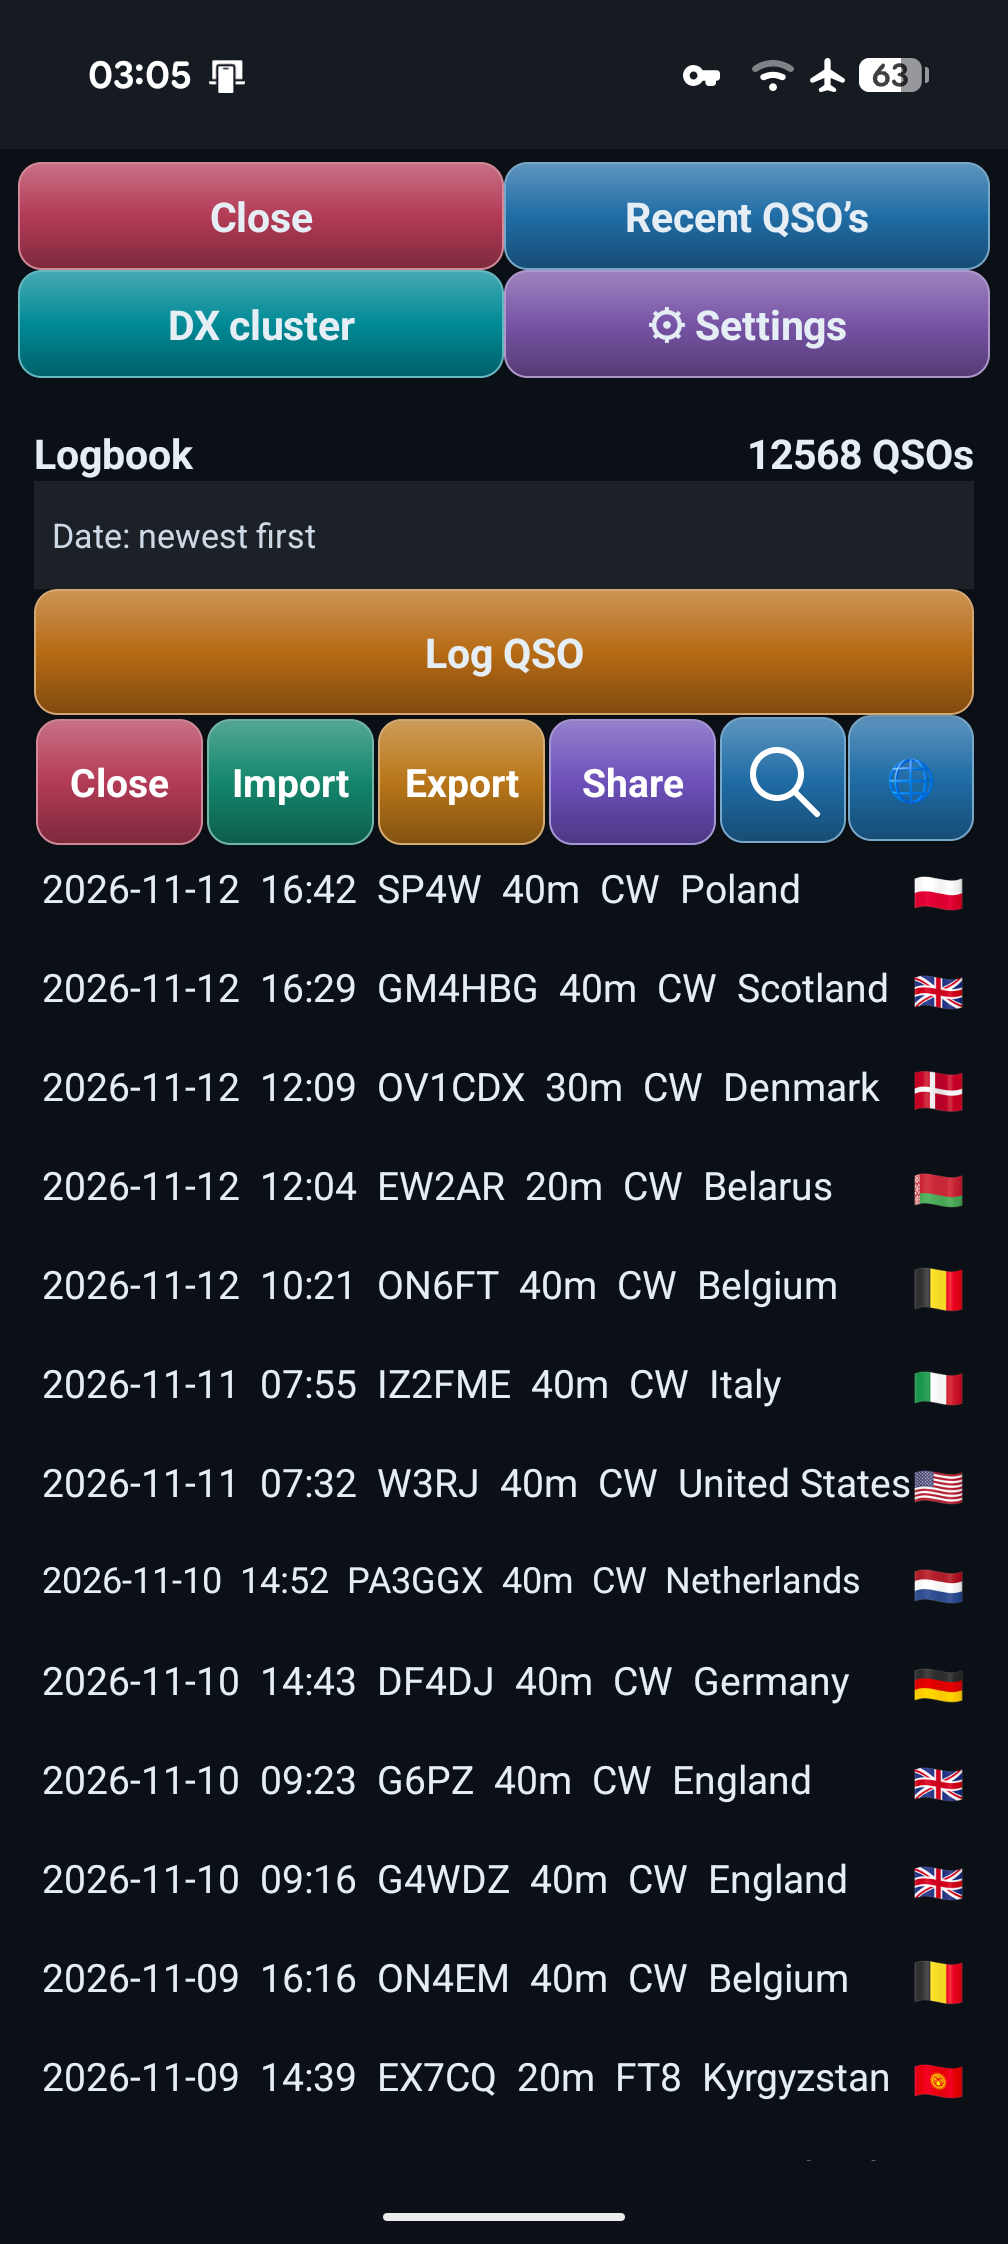 03:05
63
Close
Recent QSO’s
DX cluster
⚙ Settings
Logbook
12568 QSOs
Date: newest first
Log QSO
Close
Import
Export
Share
2026-11-12 16:42 SP4W 40m CW Poland
2026-11-12 16:29 GM4HBG 40m CW Scotland
2026-11-12 12:09 OV1CDX 30m CW Denmark
2026-11-12 12:04 EW2AR 20m CW Belarus
2026-11-12 10:21 ON6FT 40m CW Belgium
2026-11-11 07:55 IZ2FME 40m CW Italy
2026-11-11 07:32 W3RJ 40m CW United States
2026-11-10 14:52 PA3GGX 40m CW Netherlands
2026-11-10 14:43 DF4DJ 40m CW Germany
2026-11-10 09:23 G6PZ 40m CW England
2026-11-10 09:16 G4WDZ 40m CW England
2026-11-09 16:16 ON4EM 40m CW Belgium
2026-11-09 14:39 EX7CQ 20m FT8 Kyrgyzstan